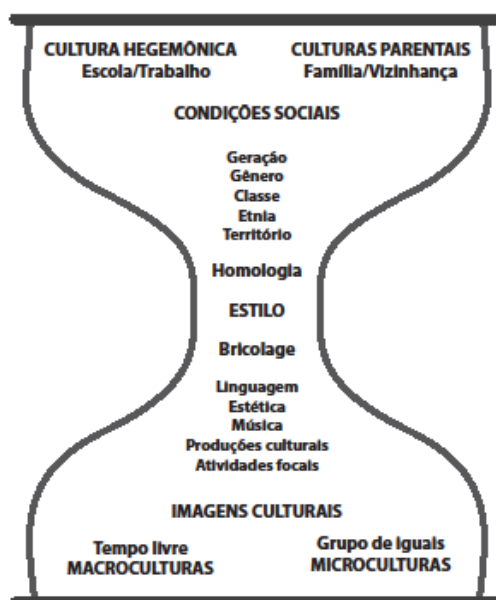 CULTURA HEGEMÔNICA CULTURAS PARENTAIS
Escola/Trabalho Família/Vizinhança
CONDIÇÕES SOCIAIS
Geração
Gênero
Classe
Etnia
Território
Homologia
ESTILO
Bricolage
Linguagem
Estética
Música
Produções culturais
Atividades focais
IMAGENS CULTURAIS
Tempo livre Grupo de iguais
MACROCULTURAS MICROCULTURAS